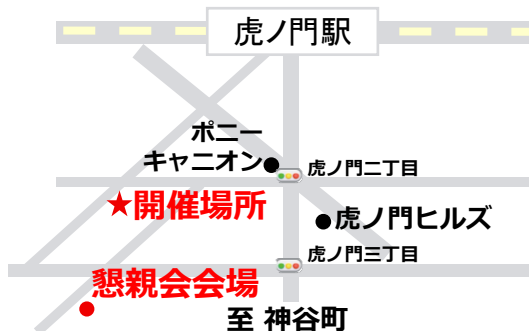 虎ノ門駅
ポニー
キャニオン
虎ノ門二丁目
★開催場所
虎ノ門ヒルズ
虎ノ門三丁目
懇親会会場
至 神谷町